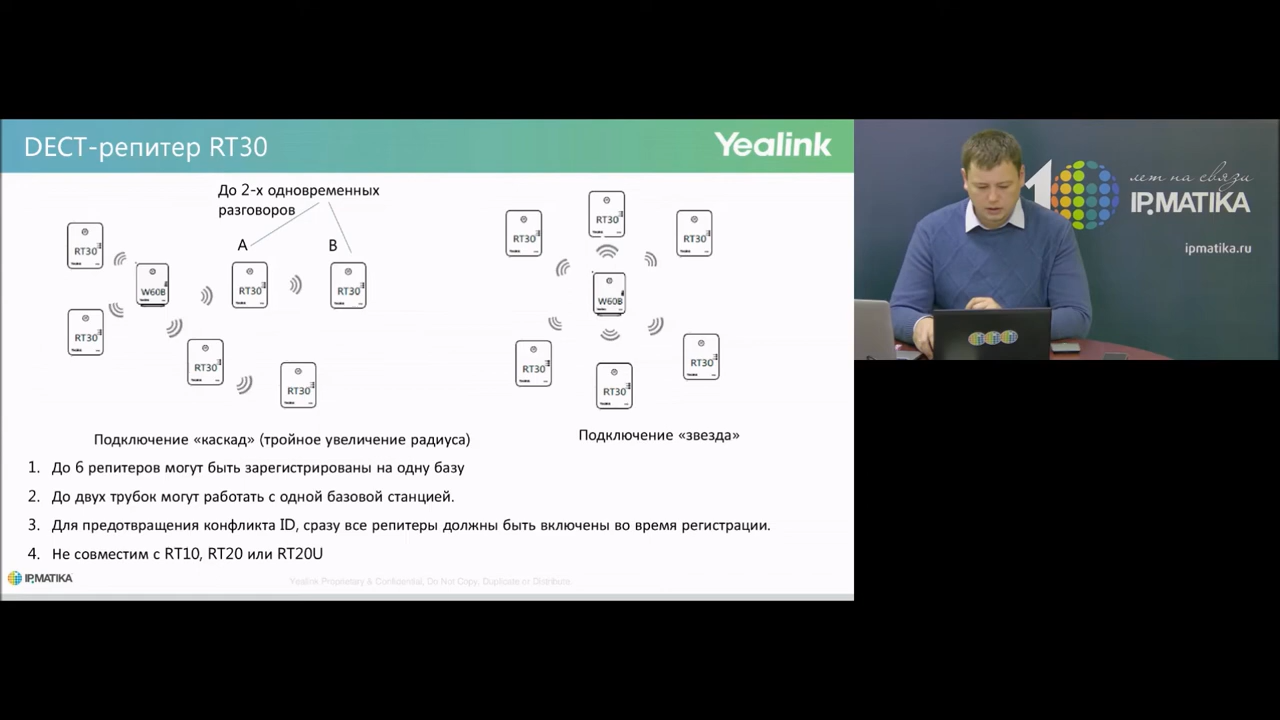 DECT-репитер RT30
Yealink
До 2-х одновременных
разговоров
A
B
RT30
RT30
W60B
RT30
RT30
RT30
RT30
Подключение «каскад» (тройное увеличение радиуса)
RT30
RT30
RT30
W60B
RT30
RT30
RT30
Подключение «звезда»
1. До 6 репитеров могут быть зарегистрированы на одну базу
2. До двух трубок могут работать с одной базовой станцией.
3. Для предотвращения конфликта ID, сразу все репитеры должны быть включены во время регистрации.
4. Не совместим с RT10, RT20 или RT20U
IP.MATIKA
Yealink Proprietary & Confidential, Do Not Copy, Duplicate or Distribute.
10
лет на связи
IP.MATIKA
ipmatika.ru